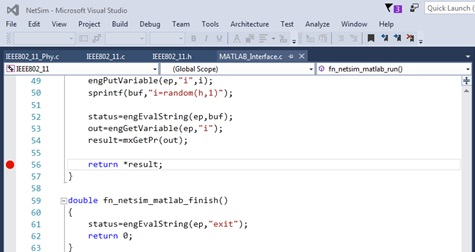 NetSim - Microsoft Visual Studio
3
Quick Launch (
File Edit View Project Build Debug Team Tools Architecture Test Analyze Window Help
IEEE802_11_Phy.c IEEE802_11.c IEEE802_11.h MATLAB_Interface.c
IEEE802_11 (Global Scope) fn_netsim_matlab_run()
49 engPutVariable(ep,"i",i);
50 sprintf(buf,"i=random(h,1)");
51
52 status=engEvalString(ep,buf);
53 out=engGetVariable(ep,"i");
54 result=mxGetPr(out);
55
56 return *result;
57 }
58
59 double fn_netsim_matlab_finish()
60 {
61 status=engEvalString(ep,"exit");
62 return 0;
63 }